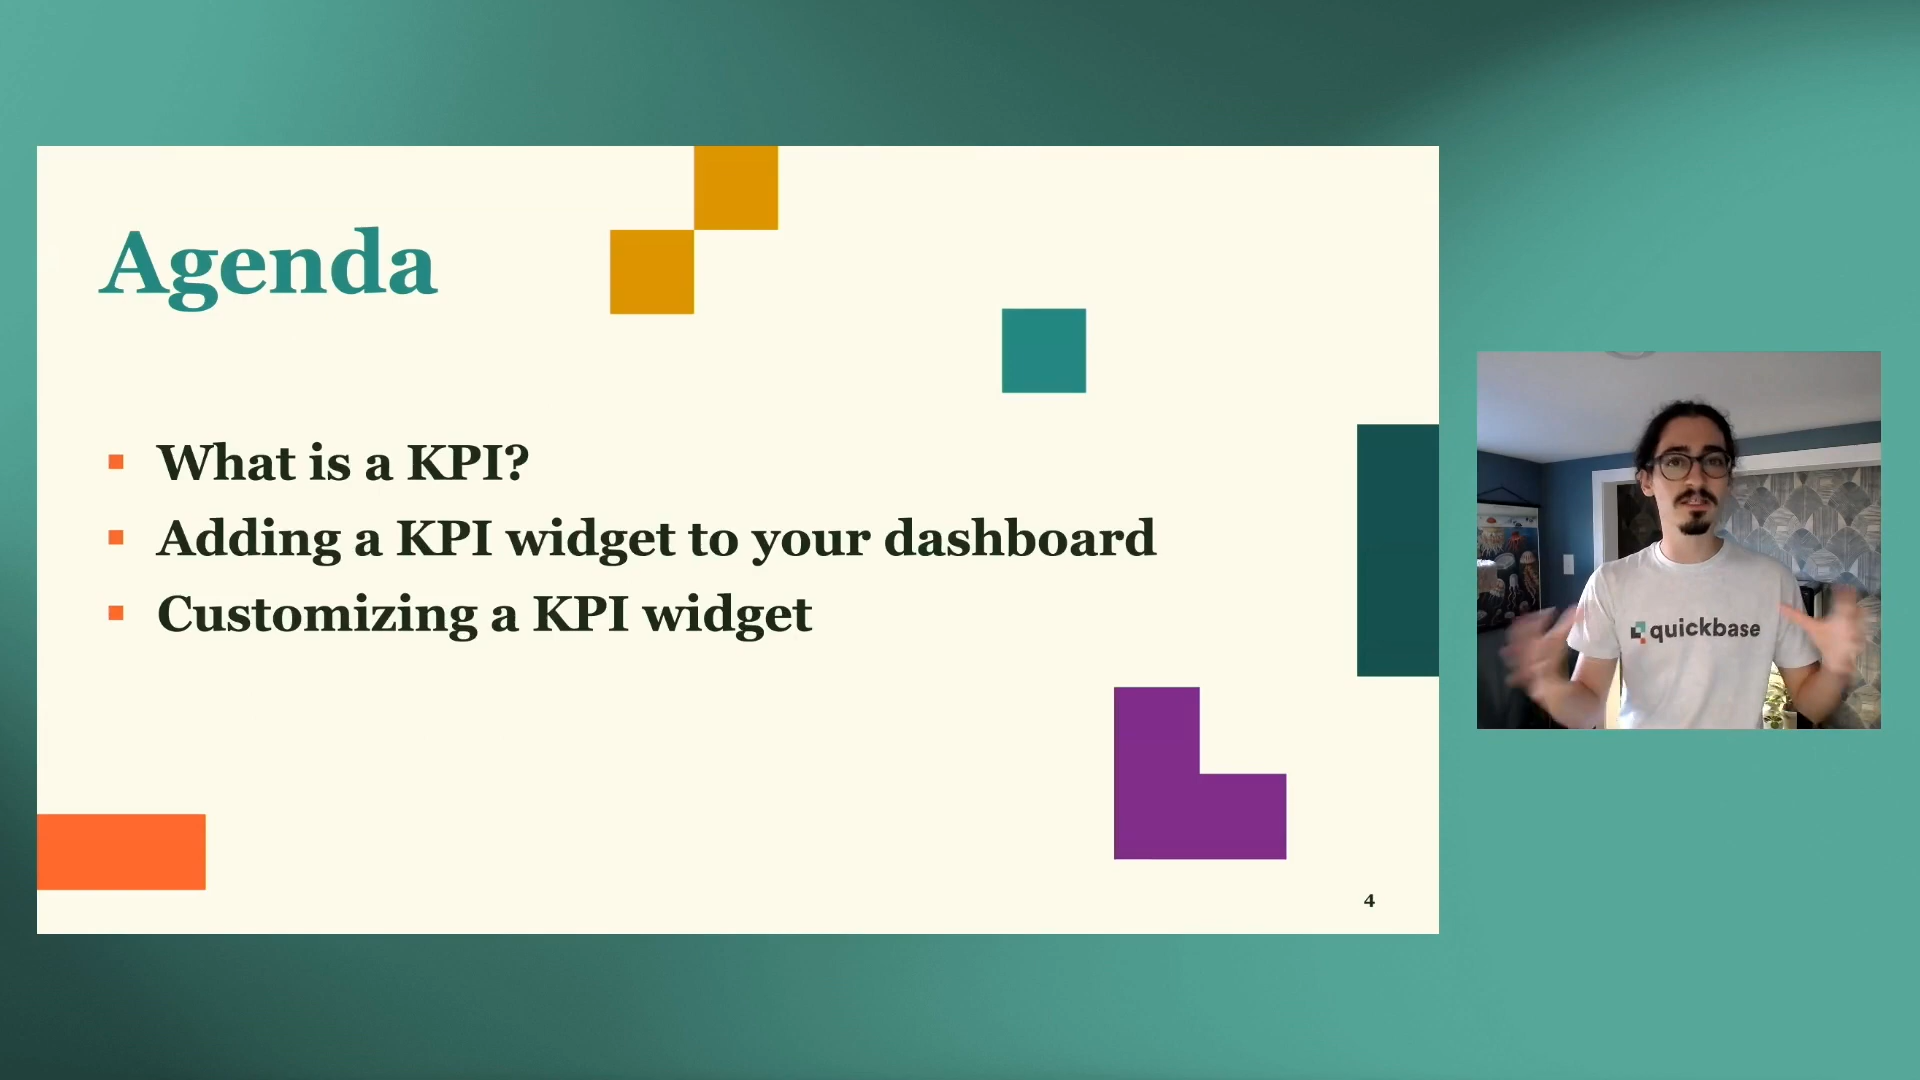 Agenda
What is a KPI?
Adding a KPI widget to your dashboard
Customizing a KPI widget
quickbase
4